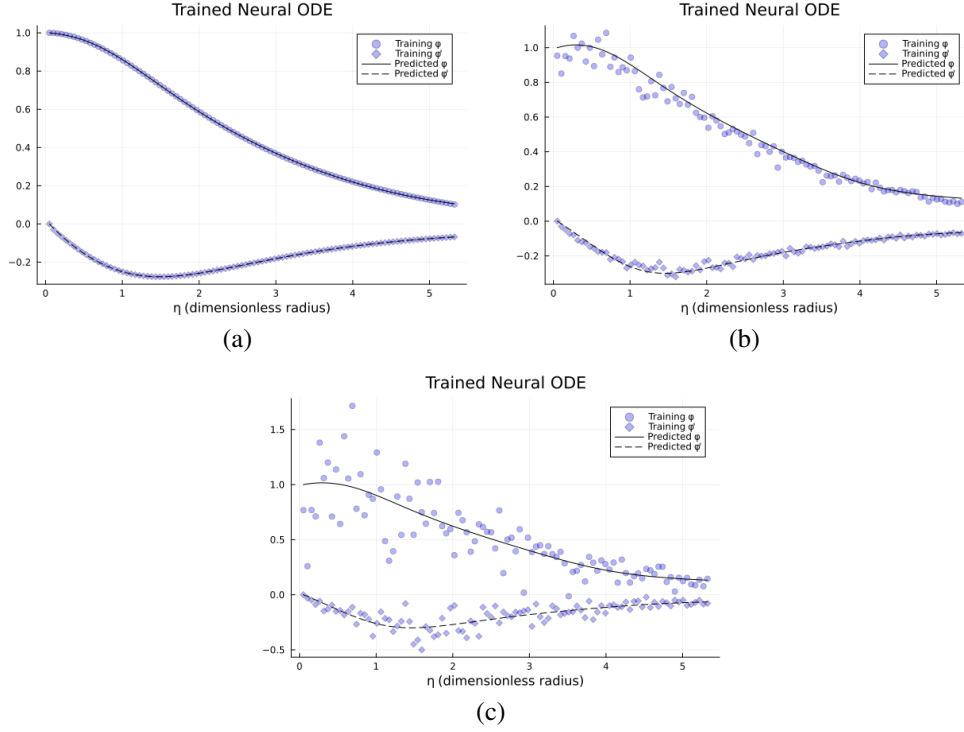 Trained Neural ODE
1.0
0.8
0.6
0.4
0.2
0.0
−0.2
0
1
2
3
4
5
η (dimensionless radius)
Training φ
Training φ′
Predicted φ
Predicted φ′
(a)
Trained Neural ODE
1.0
0.8
0.6
0.4
0.2
0.0
−0.2
0
1
2
3
4
5
η (dimensionless radius)
Training φ
Training φ′
Predicted φ
Predicted φ′
(b)
Trained Neural ODE
1.5
1.0
0.5
0.0
−0.5
0
1
2
3
4
5
η (dimensionless radius)
Training φ
Training φ′
Predicted φ
Predicted φ′
(c)